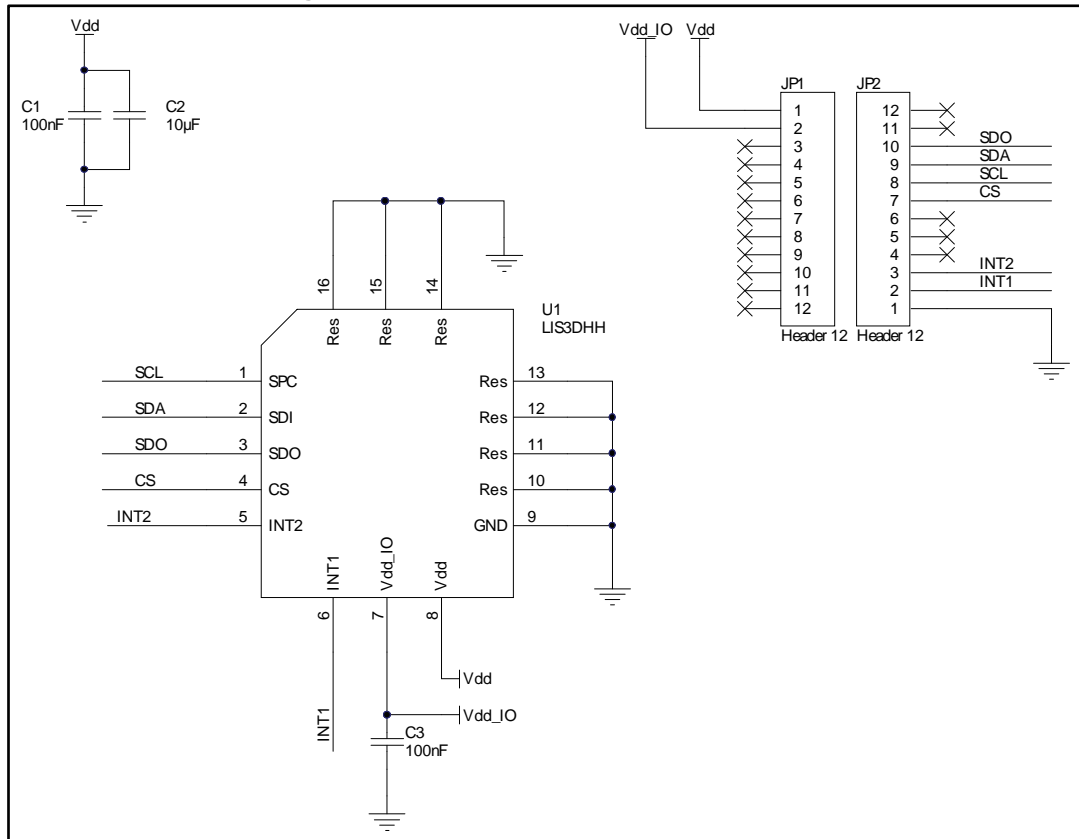 Vdd
C1
100nF
C2
10µF
Vdd_IO
Vdd
JP1
1
2
3
4
5
6
7
8
9
10
11
12
Header 12
JP2
12
11
10
9
8
7
6
5
4
3
2
1
Header 12
SDO
SDA
SCL
CS
INT2
INT1
16
15
14
Res
Res
Res
U1
LIS3DHH
SCL 1 SPC
SDA 2 SDI
SDO 3 SDO
CS 4 CS
INT2 5 INT2
Res 13
Res 12
Res 11
Res 10
GND 9
INT1
Vdd_IO
Vdd
6
7
8
INT1
Vdd
Vdd_IO
C3
100nF